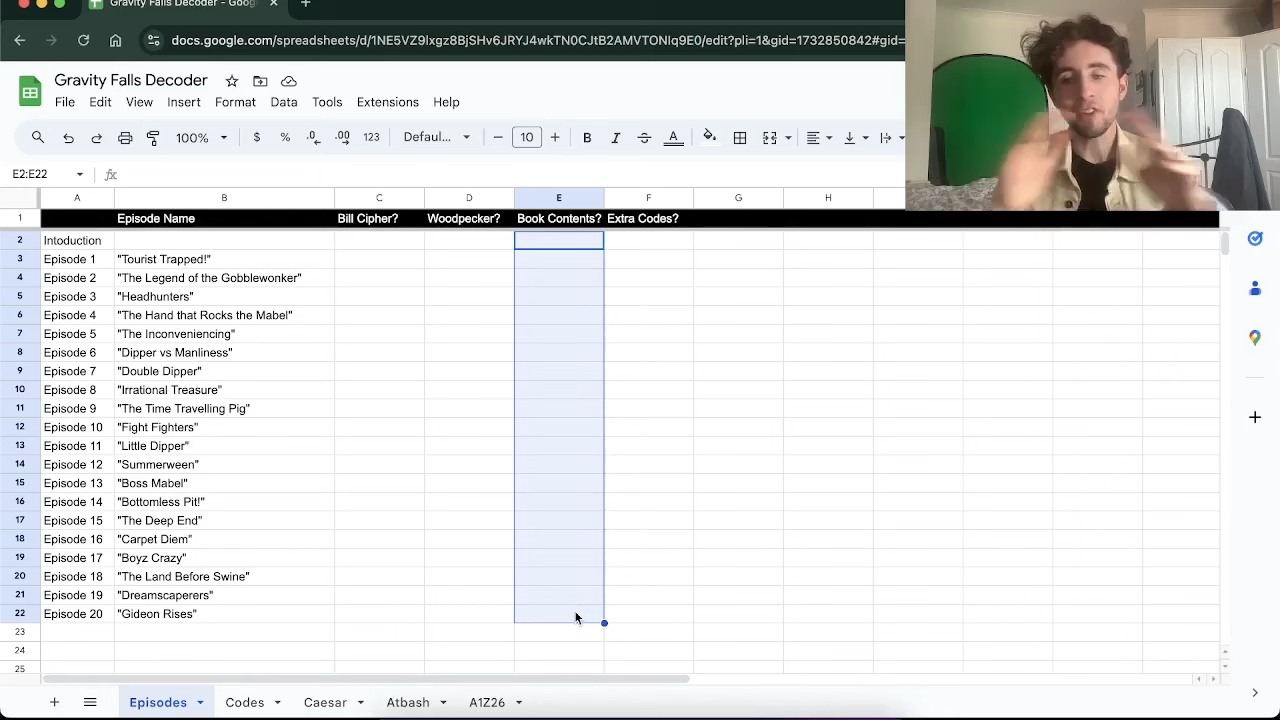 Gravity Falls Decoder - Goog
docs.google.com/spreadsheets/d/1NE5VZ9lxgz8BjSHv6JRYJ4wkTN0CJtB2AMVTONlq9E0/edit?pli=1&gid=1732850842#gid=
Gravity Falls Decoder
File Edit View Insert Format Data Tools Extensions Help
100% $ % .0 .00 123 Defaul... 10 B I S A
E2:E22 fx
A B C D E F G H
1 Episode Name Bill Cipher? Woodpecker? Book Contents? Extra Codes?
2 Intoduction
3 Episode 1 "Tourist Trapped!"
4 Episode 2 "The Legend of the Gobblewonker"
5 Episode 3 "Headhunters"
6 Episode 4 "The Hand that Rocks the Mabel"
7 Episode 5 "The Inconveniencing"
8 Episode 6 "Dipper vs Manliness"
9 Episode 7 "Double Dipper"
10 Episode 8 "Irrational Treasure"
11 Episode 9 "The Time Travelling Pig"
12 Episode 10 "Fight Fighters"
13 Episode 11 "Little Dipper"
14 Episode 12 "Summerween"
15 Episode 13 "Boss Mabel"
16 Episode 14 "Bottomless Pit!"
17 Episode 15 "The Deep End"
18 Episode 16 "Carpet Diem"
19 Episode 17 "Boyz Crazy"
20 Episode 18 "The Land Before Swine"
21 Episode 19 "Dreamscaperers"
22 Episode 20 "Gideon Rises"
23
24
25
Episodes Codes Caesar Atbash A1Z26